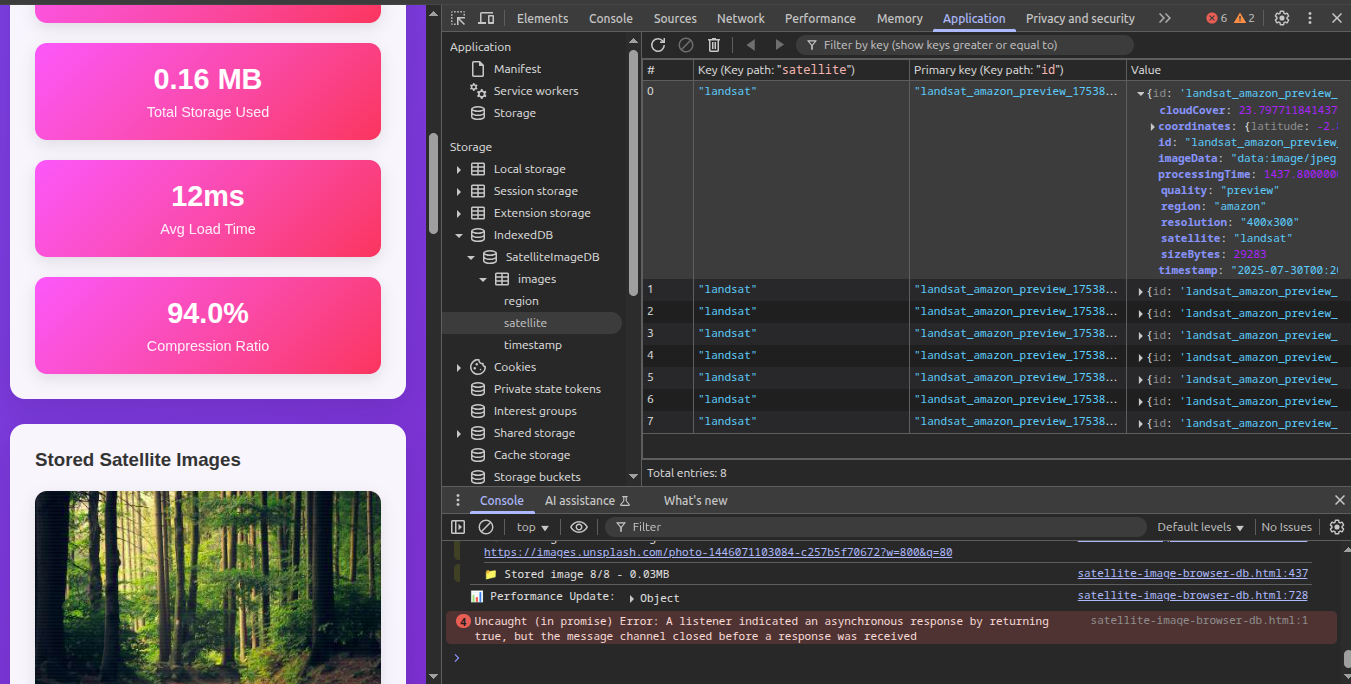 0.16 MB
Total Storage Used
12ms
Avg Load Time
94.0%
Compression Ratio
Stored Satellite Images
Elements Console Sources Network Performance Memory Application Privacy and security 6 2
Application
Manifest
Service workers
Storage
Storage
Local storage
Session storage
Extension storage
IndexedDB
SatelliteImageDB
images
region
satellite
timestamp
Cookies
Private state tokens
Interest groups
Shared storage
Cache storage
Storage buckets
Filter by key (show keys greater or equal to)
# Key (Key path: "satellite") Primary key (Key path: "id") Value
0 "landsat" "landsat_amazon_preview_17538… {id: 'landsat_amazon_preview_
cloudCover: 23.797711841437
coordinates: {latitude: -2.
id: "landsat_amazon_preview_
imageData: "data:image/jpeg
processingTime: 1437.800000
quality: "preview"
region: "amazon"
resolution: "400x300"
satellite: "landsat"
sizeBytes: 29283
timestamp: "2025-07-30T00:20
1 "landsat" "landsat_amazon_preview_17538… {id: 'landsat_amazon_preview_
2 "landsat" "landsat_amazon_preview_17538… {id: 'landsat_amazon_preview_
3 "landsat" "landsat_amazon_preview_17538… {id: 'landsat_amazon_preview_
4 "landsat" "landsat_amazon_preview_17538… {id: 'landsat_amazon_preview_
5 "landsat" "landsat_amazon_preview_17538… {id: 'landsat_amazon_preview_
6 "landsat" "landsat_amazon_preview_17538… {id: 'landsat_amazon_preview_
7 "landsat" "landsat_amazon_preview_17538… {id: 'landsat_amazon_preview_
Total entries: 8
Console AI assistance What's new
top Filter Default levels No Issues
https://images.unsplash.com/photo-1446071103084-c257b5f70672?w=800&q=80
📁 Stored image 8/8 - 0.03MB satellite-image-browser-db.html:437
📊 Performance Update: Object satellite-image-browser-db.html:728
4 Uncaught (in promise) Error: A listener indicated an asynchronous response by returning satellite-image-browser-db.html:1
true, but the message channel closed before a response was received